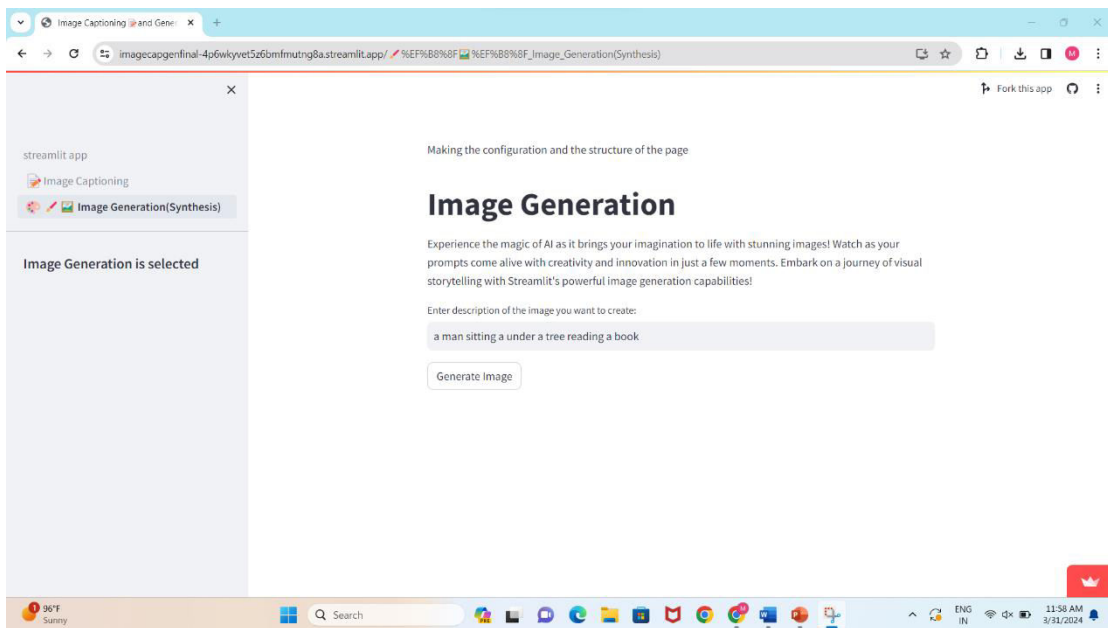 Image Captioning 📝and Gene
imagecapgenfinal-4p6wkyvet5z6bmfmutng8a.streamlit.app/🖌%EF%B8%8F🖼%EF%B8%8F_Image_Generation(Synthesis)
Fork this app
streamlit app
📝 Image Captioning
🎨 🖌 🖼 Image Generation(Synthesis)
Image Generation is selected
Making the configuration and the structure of the page
Image Generation
Experience the magic of AI as it brings your imagination to life with stunning images! Watch as your
prompts come alive with creativity and innovation in just a few moments. Embark on a journey of visual
storytelling with Streamlit's powerful image generation capabilities!
Enter description of the image you want to create:
a man sitting a under a tree reading a book
Generate Image
1
96°F
Sunny
Search
PRE
ENG
IN
11:58 AM
3/31/2024
M